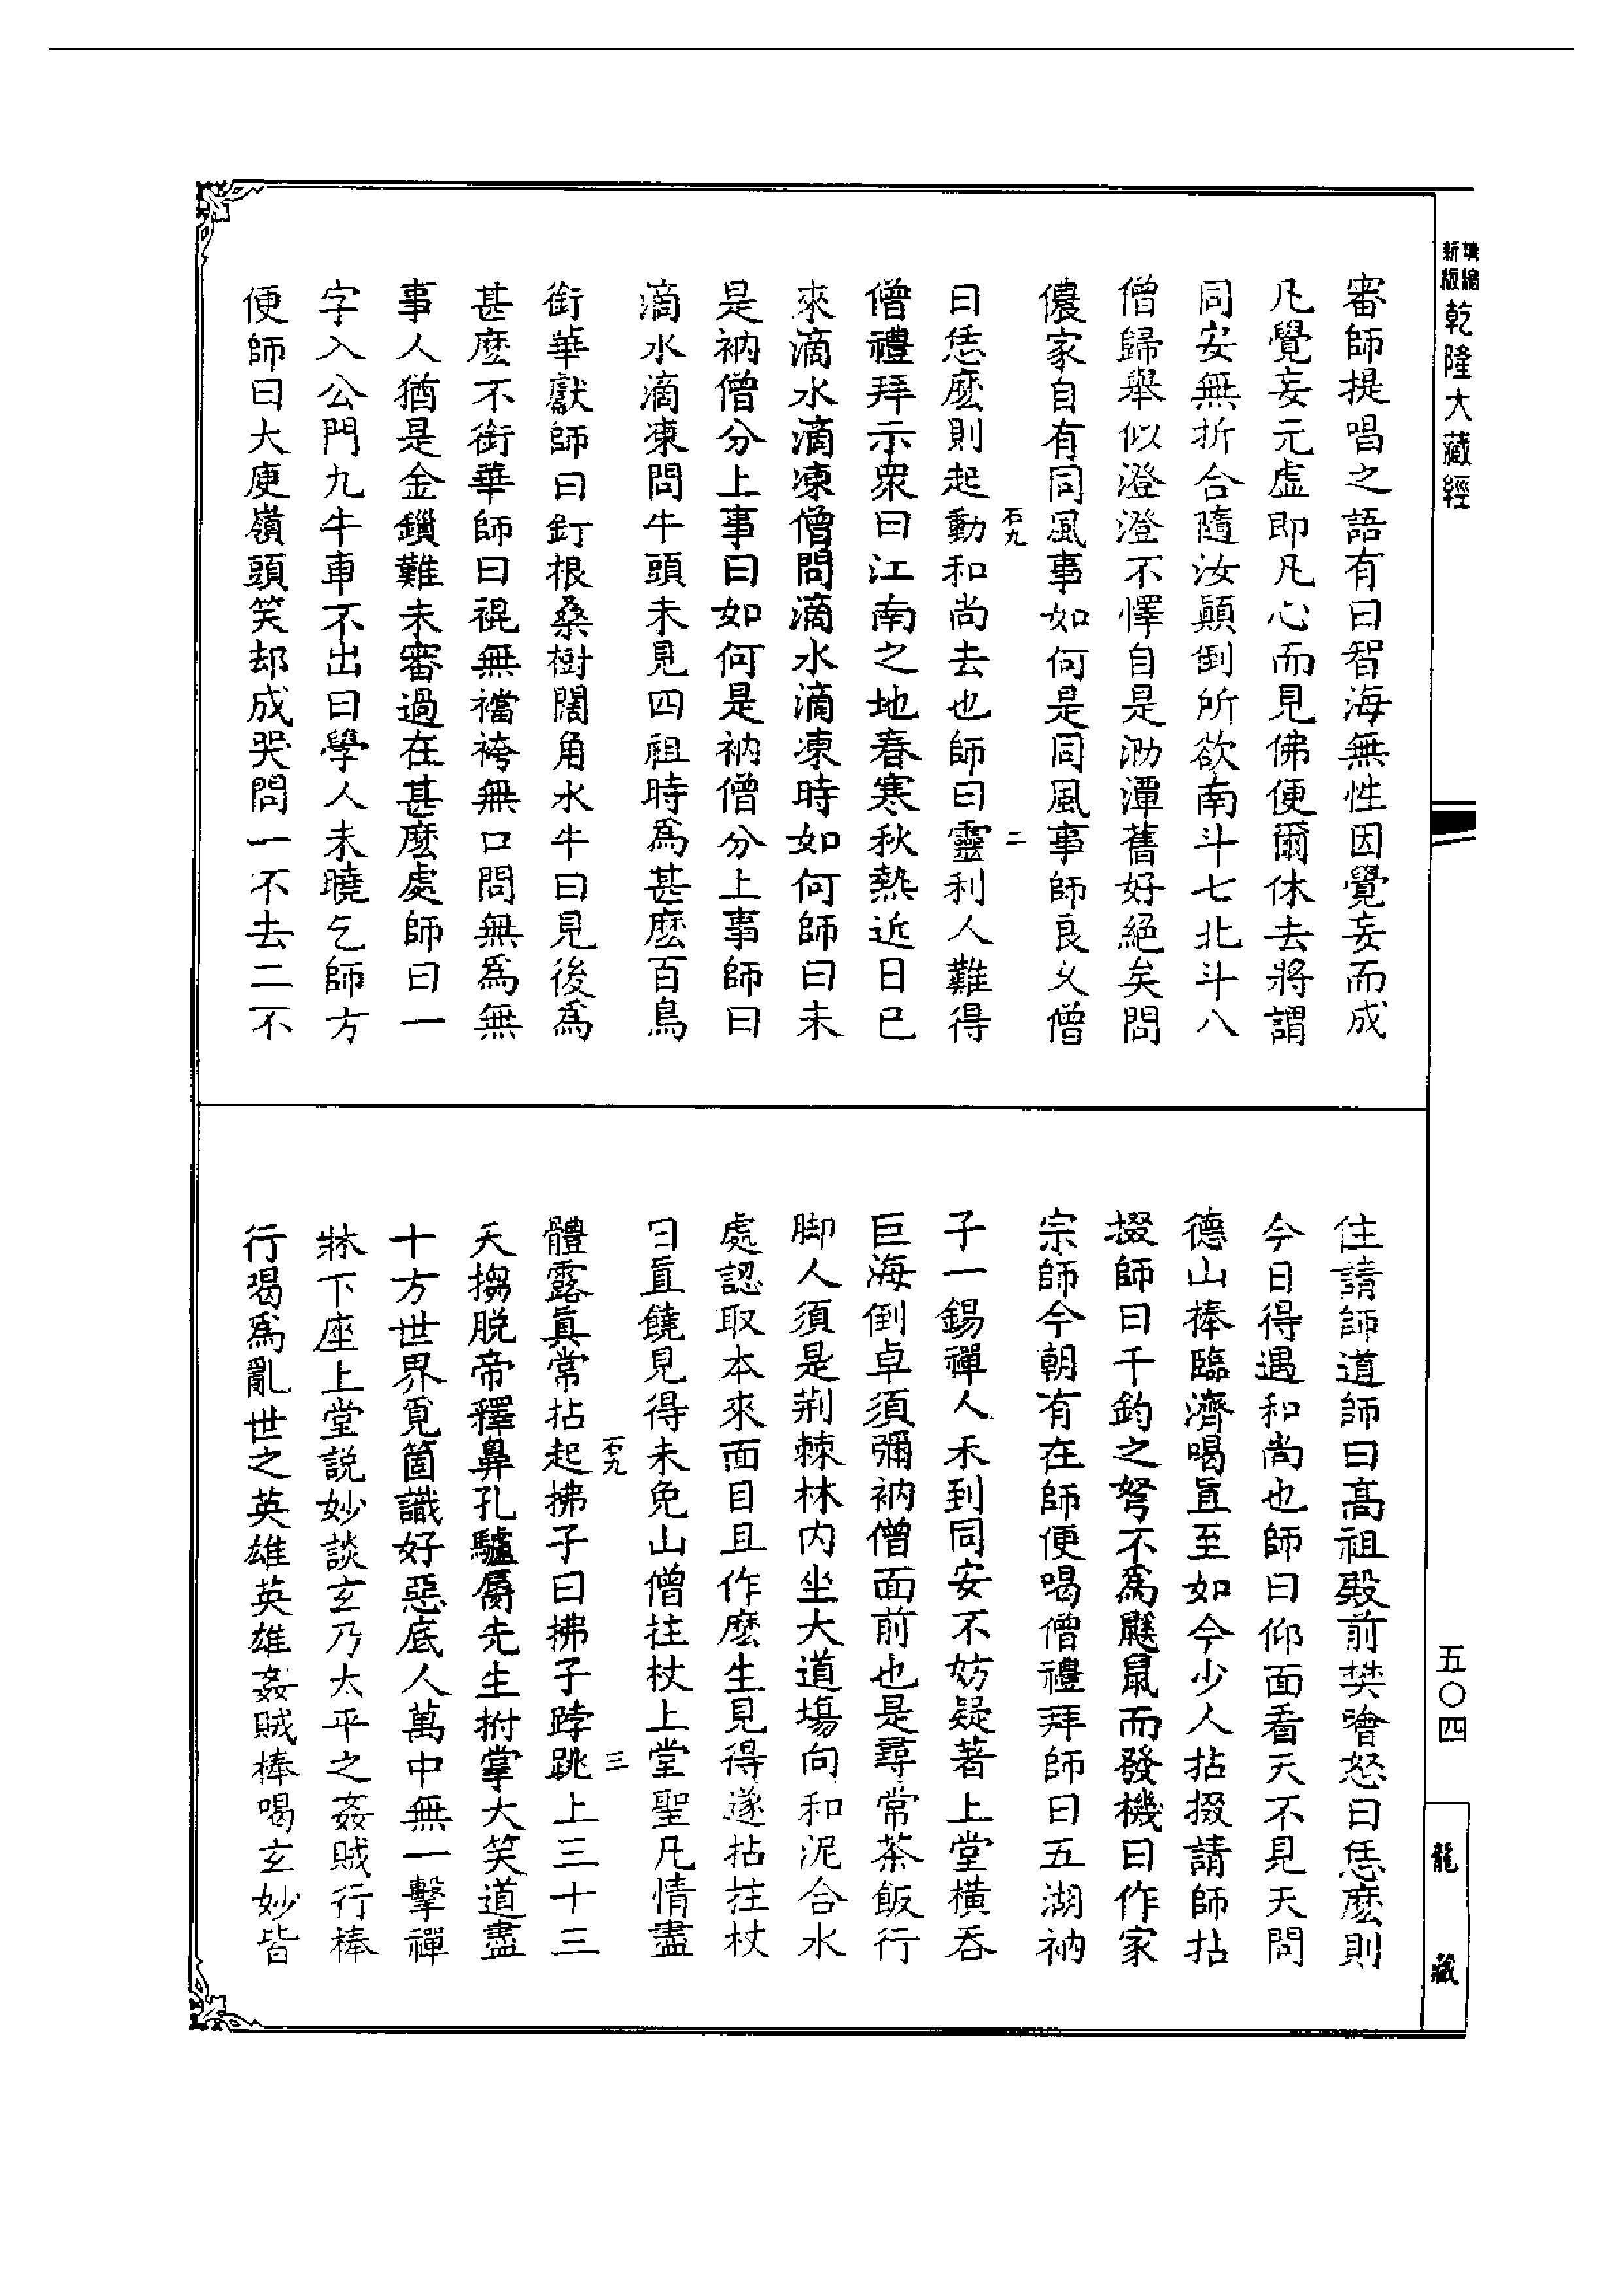 新版精縮乾隆大藏經
審師提唱之語有曰智海無性因覺妄而成
凡覺妄元虛即凡心而見佛便爾休去將謂
同安無折合隨汝顛倒所欲南斗七北斗八
僧歸舉似澄澄不懌自是泐潭舊好絕矣問
儂家自有同風事如何是同風事師良久僧
石九 二
曰恁麼則起動和尚去也師曰靈利人難得
僧禮拜示衆曰江南之地春寒秋熱近日已
來滴水滴凍僧問滴水滴凍時如何師曰未
是衲僧分上事曰如何是衲僧分上事師曰
滴水滴凍問牛頭未見四祖時爲甚麼百鳥
銜華獻師曰釘根桑樹闊角水牛曰見後爲
甚麼不銜華師曰裩無襠袴無口問無爲無
事人猶是金鎖難未審過在甚麼處師曰一
字入公門九牛車不出曰學人未曉乞師方
便師曰大庾嶺頭笑却成哭問一不去二不
住請師道師曰高祖殿前樊噲怒曰恁麼則
今日得遇和尚也師曰仰面看天不見天問
德山棒臨濟喝直至如今少人拈掇請師拈
掇師曰千鈞之弩不爲鼷鼠而發機曰作家
宗師今朝有在師便喝僧禮拜師曰五湖衲
子一錫禪人未到同安不妨疑著上堂橫吞
巨海倒卓須彌衲僧面前也是尋常茶飯行
脚人須是荆棘林內坐大道場向和泥合水
處認取本來面目且作麼生見得遂拈拄杖
曰直饒見得未免山僧拄杖上堂聖凡情盡
石九 三
體露真常拈起拂子曰拂子踍跳上三十三
天搊脫帝釋鼻孔驢脣先生拊掌大笑道盡
十方世界覓箇識好惡底人萬中無一擊禪
牀下座上堂説妙談玄乃太平之姦賊行棒
行喝爲亂世之英雄英雄姦賊棒喝玄妙皆
五〇四
龍藏